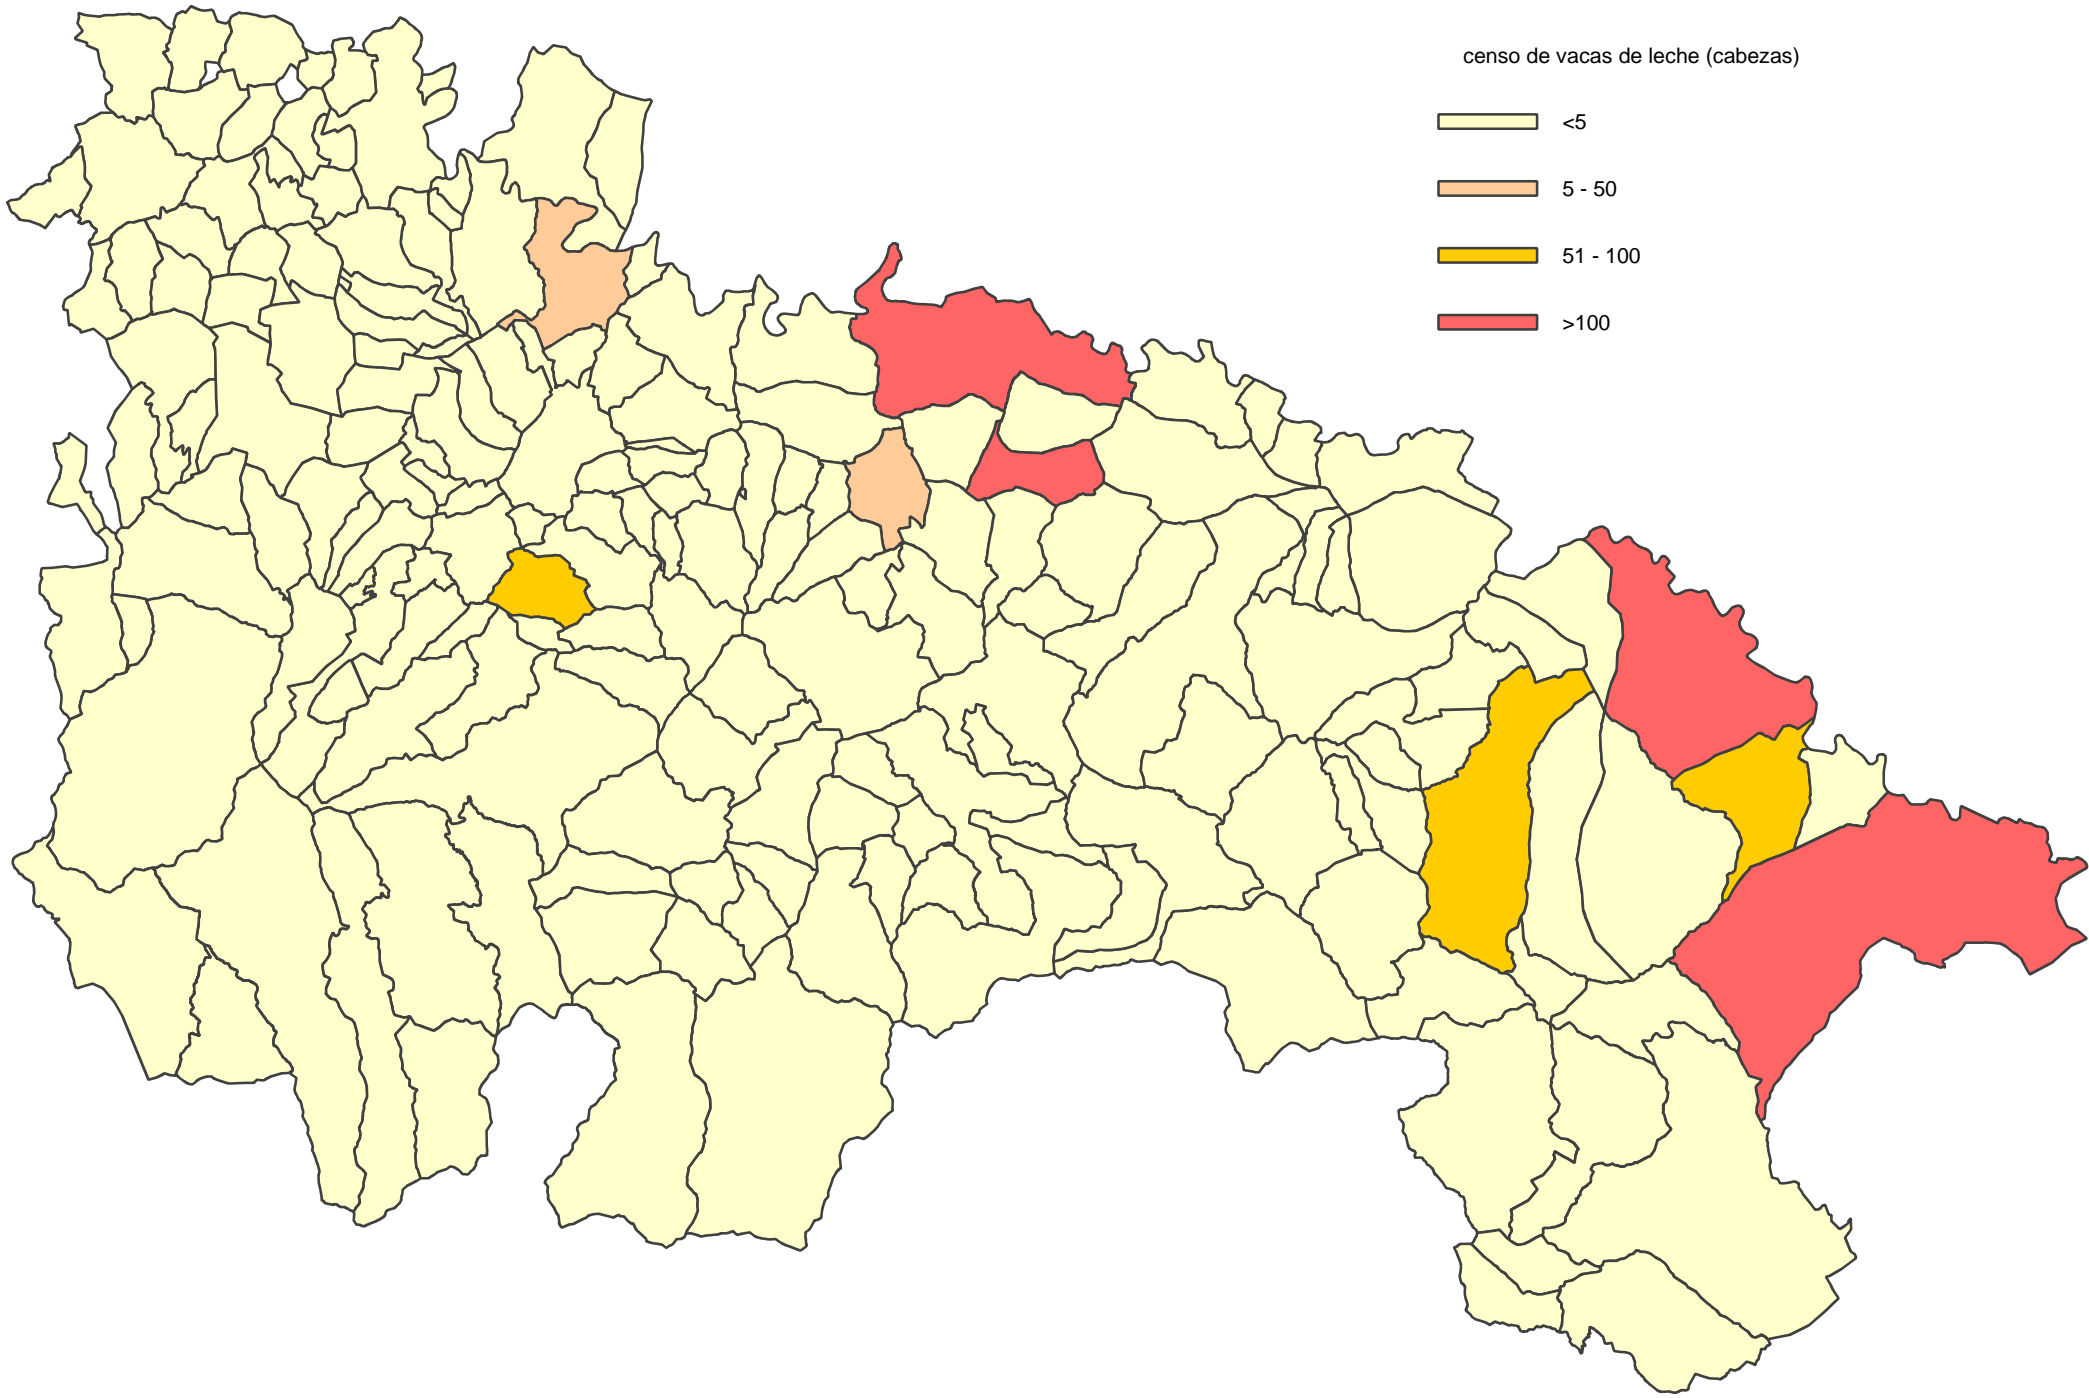 censo de vacas de leche (cabezas)
<5
5 - 50
51 - 100
>100